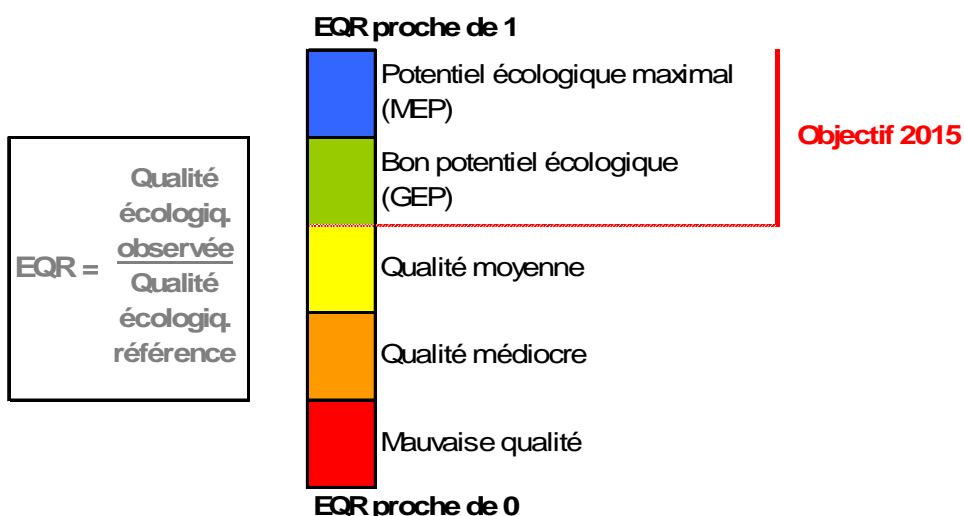 EQR proche de 1
Potentiel écologique maximal
(MEP)
Objectif 2015
Bon potentiel écologique
(GEP)
Qualité
écologiq.
observée
EQR =
Qualité
écologiq.
référence
Qualité moyenne
Qualité médiocre
Mauvaise qualité
EQR proche de 0